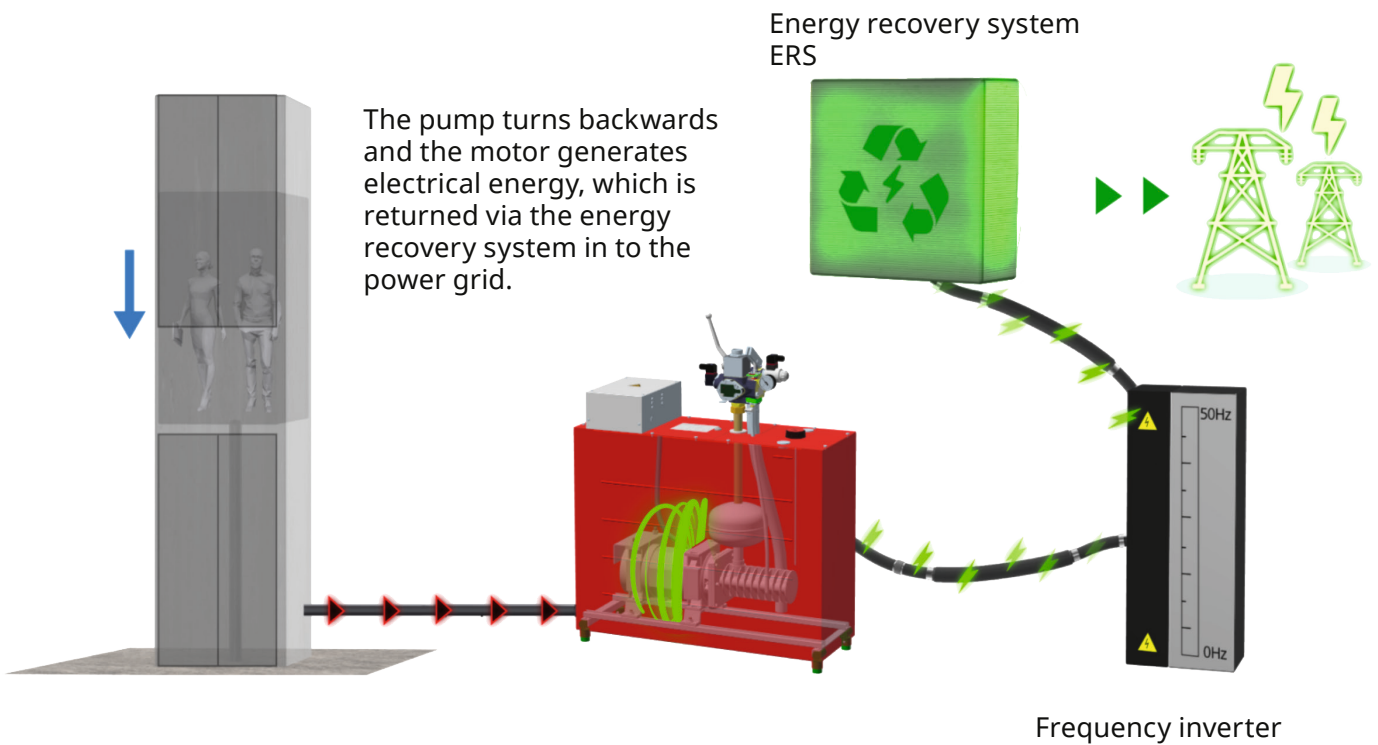 Energy recovery system
ERS
The pump turns backwards
and the motor generates
electrical energy, which is
returned via the energy
recovery system in to the
power grid.
50Hz
0Hz
Frequency inverter